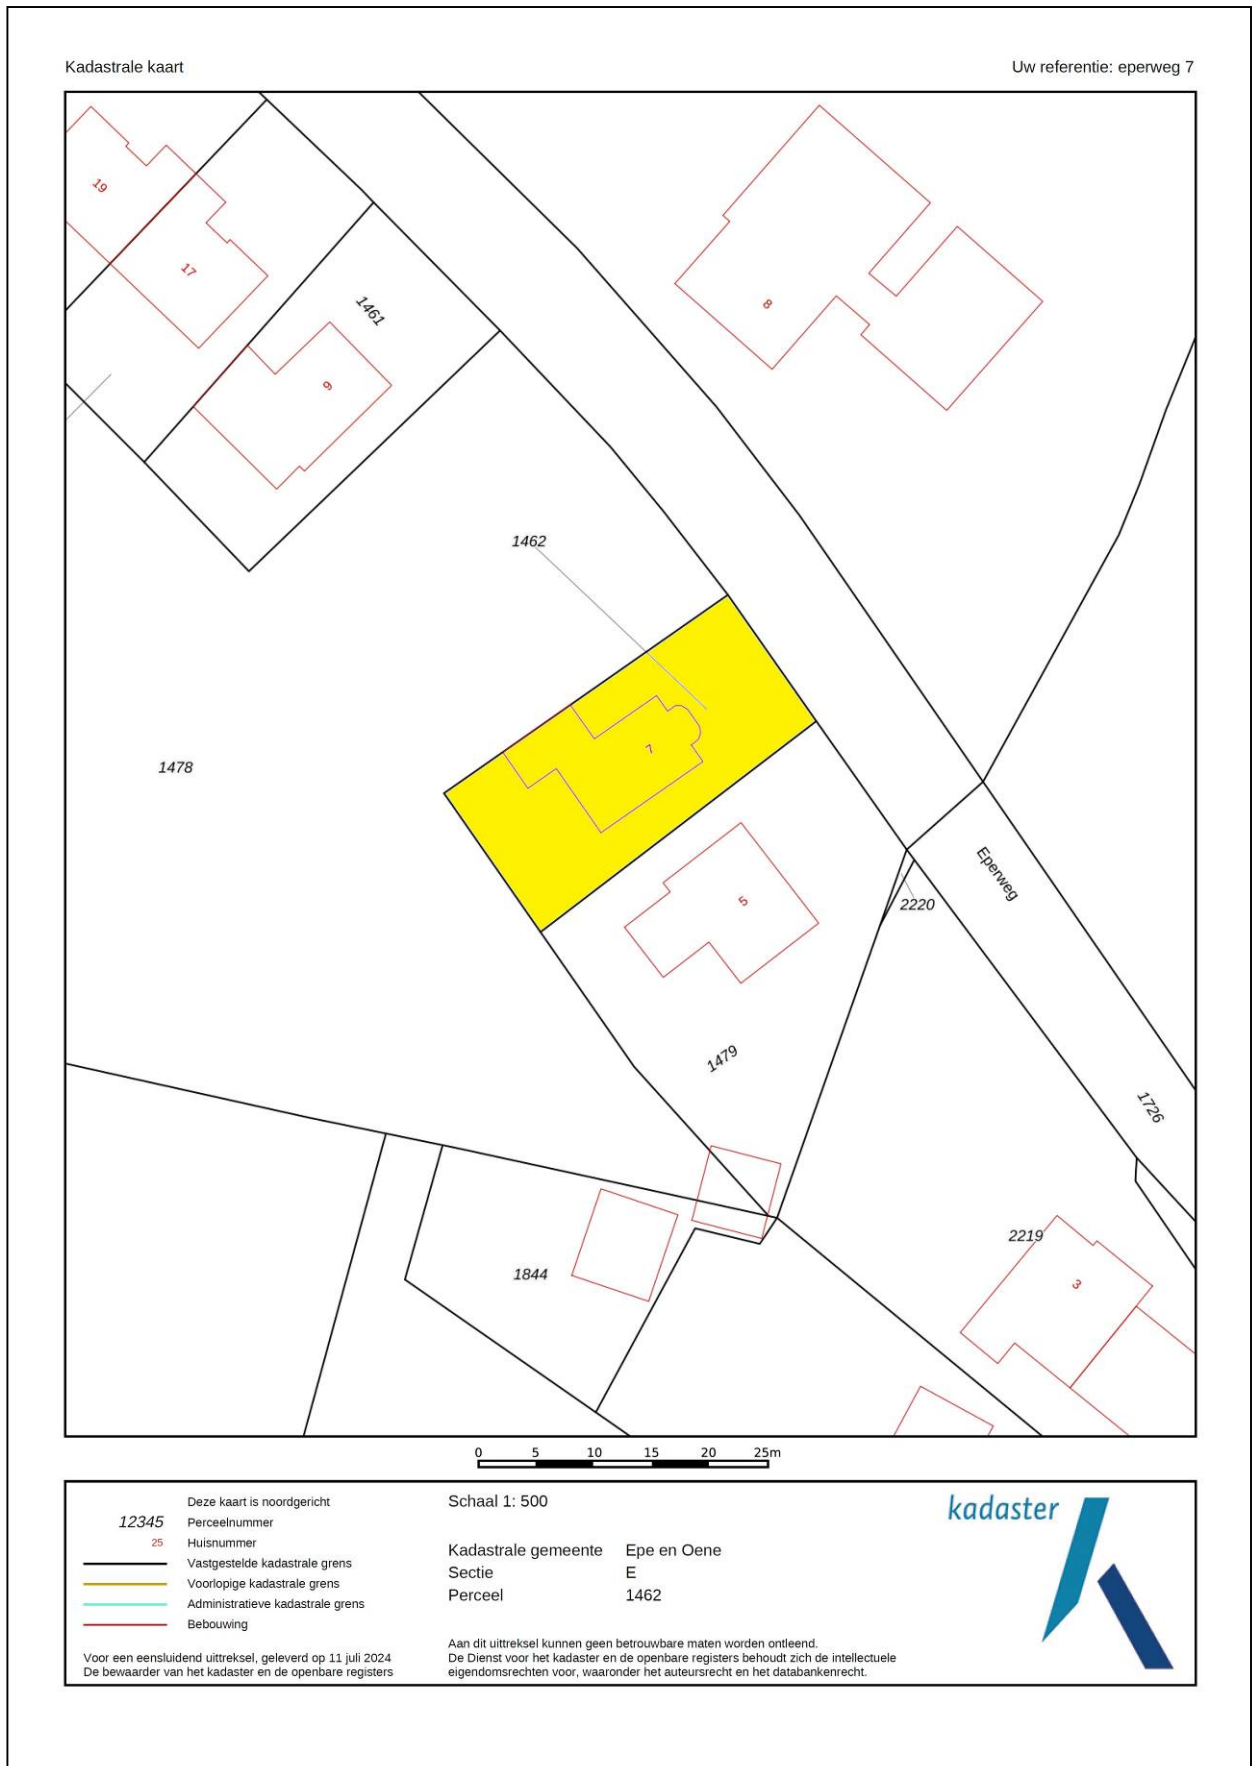 Kadastrale kaart
Uw referentie: eperweg 7
19
17
1461
9
8
1462
7
1478
5
Eperweg
2220
1479
1726
2219
3
1844
0 5 10 15 20 25m
Deze kaart is noordgericht
12345 Perceelnummer
25 Huisnummer
Vastgestelde kadastrale grens
Voorlopige kadastrale grens
Administratieve kadastrale grens
Bebouwing
Voor een eensluidend uittreksel, geleverd op 11 juli 2024
De bewaarder van het kadaster en de openbare registers
Schaal 1: 500
Kadastrale gemeente Epe en Oene
Sectie E
Perceel 1462
Aan dit uittreksel kunnen geen betrouwbare maten worden ontleend.
De Dienst voor het kadaster en de openbare registers behoudt zich de intellectuele
eigendomsrechten voor, waaronder het auteursrecht en het databankenrecht.
kadaster